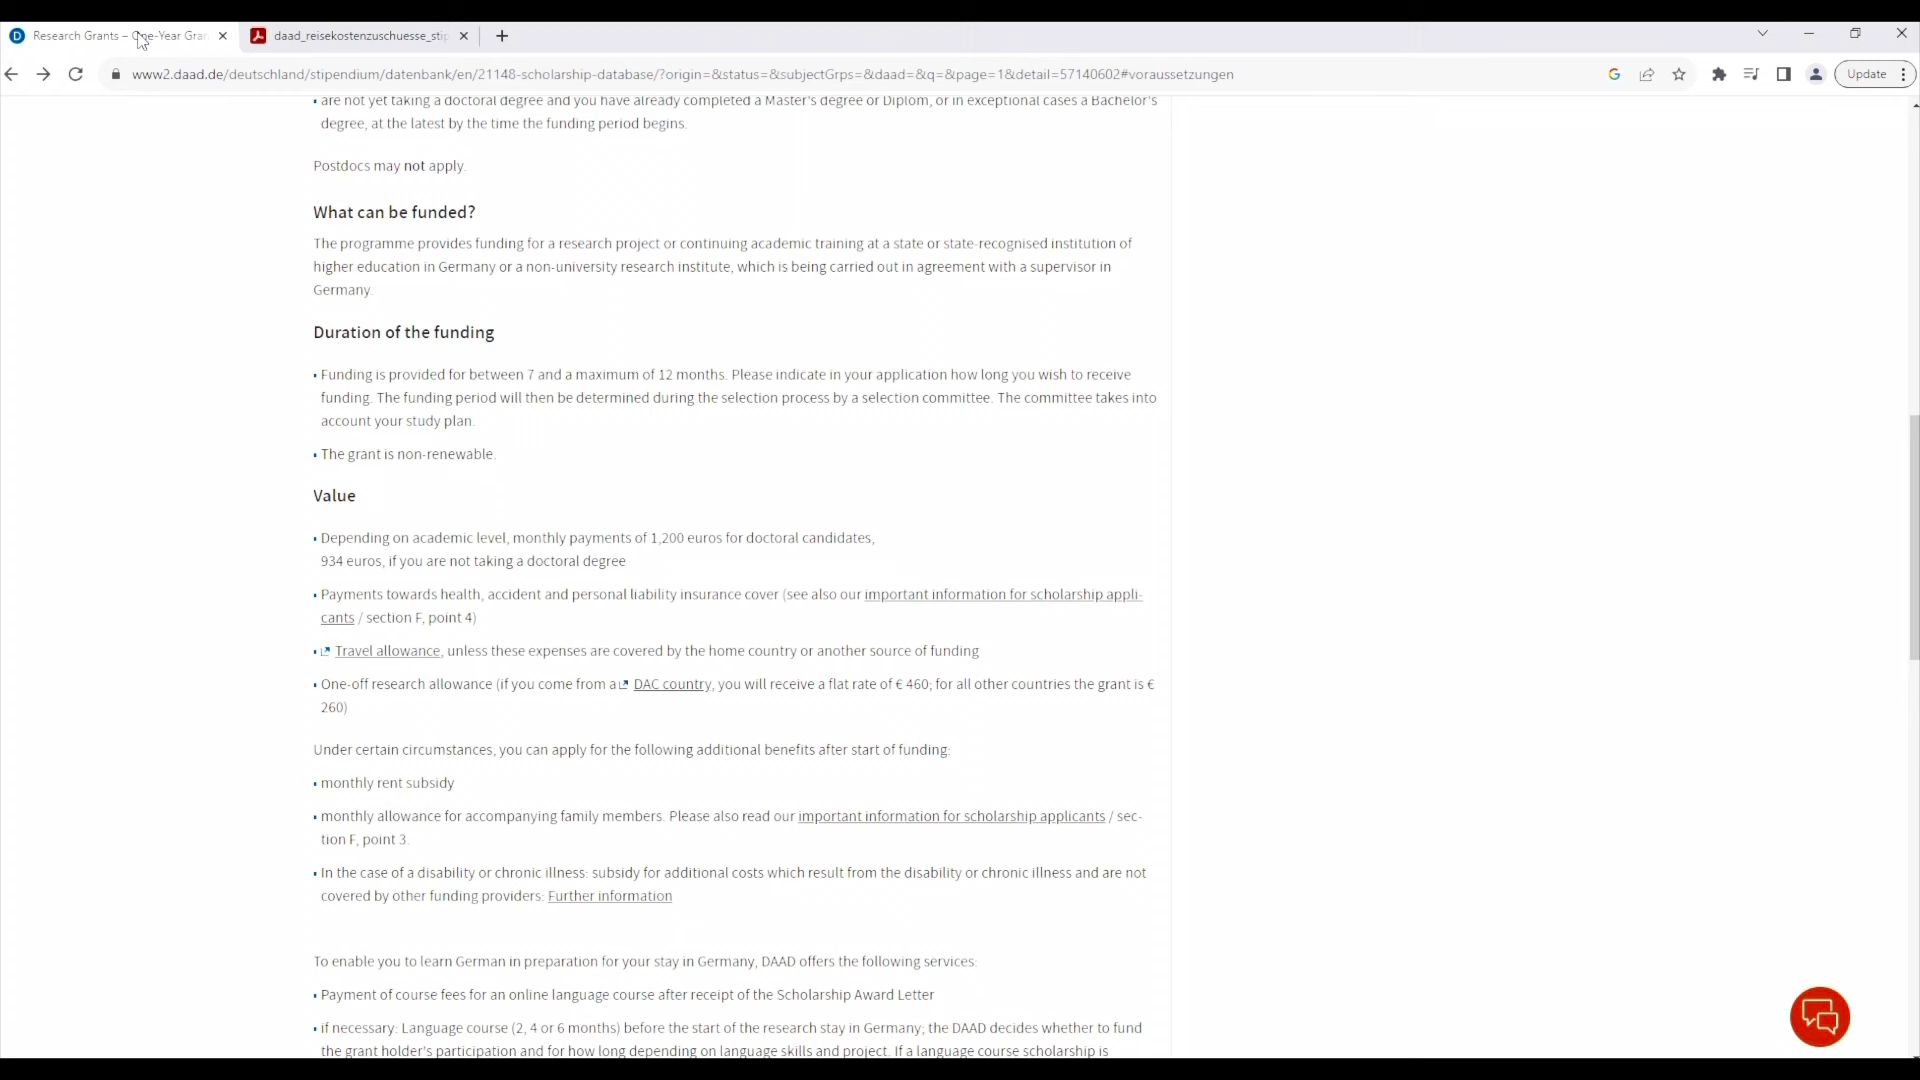 Research Grants – One-Year Gran
daad_reisekostenzuschuesse_stip
www2.daad.de/deutschland/stipendium/datenbank/en/21148-scholarship-database/?origin=&status=&subjectGrps=&daad=&q=&page=1&detail=57140602#voraussetzungen
Update
are not yet taking a doctoral degree and you have already completed a Master's degree or Diplom, or in exceptional cases a Bachelor's
degree, at the latest by the time the funding period begins.
Postdocs may not apply.
What can be funded?
The programme provides funding for a research project or continuing academic training at a state or state-recognised institution of
higher education in Germany or a non-university research institute, which is being carried out in agreement with a supervisor in
Germany.
Duration of the funding
Funding is provided for between 7 and a maximum of 12 months. Please indicate in your application how long you wish to receive
funding. The funding period will then be determined during the selection process by a selection committee. The committee takes into
account your study plan.
The grant is non-renewable.
Value
Depending on academic level, monthly payments of 1,200 euros for doctoral candidates,
934 euros, if you are not taking a doctoral degree
Payments towards health, accident and personal liability insurance cover (see also our important information for scholarship appli-
cants / section F, point 4)
Travel allowance, unless these expenses are covered by the home country or another source of funding
One-off research allowance (if you come from a DAC country, you will receive a flat rate of € 460; for all other countries the grant is €
260)
Under certain circumstances, you can apply for the following additional benefits after start of funding:
monthly rent subsidy
monthly allowance for accompanying family members. Please also read our important information for scholarship applicants / sec-
tion F, point 3.
In the case of a disability or chronic illness: subsidy for additional costs which result from the disability or chronic illness and are not
covered by other funding providers: Further information
To enable you to learn German in preparation for your stay in Germany, DAAD offers the following services:
Payment of course fees for an online language course after receipt of the Scholarship Award Letter
if necessary: Language course (2, 4 or 6 months) before the start of the research stay in Germany; the DAAD decides whether to fund
the grant holder's participation and for how long depending on language skills and project. If a language course scholarship is